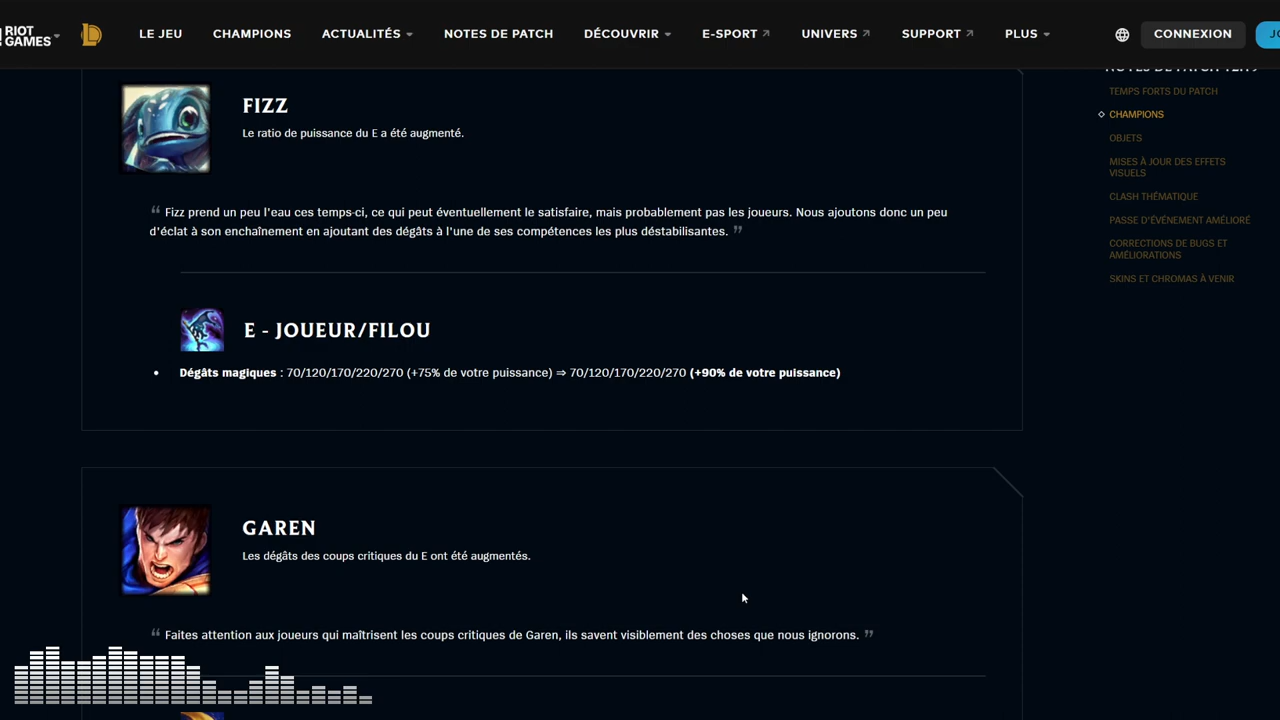 RIOT GAMES
LE JEU
CHAMPIONS
ACTUALITÉS
NOTES DE PATCH
DÉCOUVRIR
E-SPORT
UNIVERS
SUPPORT
PLUS
CONNEXION
FIZZ
Le ratio de puissance du E a été augmenté.
“ Fizz prend un peu l'eau ces temps-ci, ce qui peut éventuellement le satisfaire, mais probablement pas les joueurs. Nous ajoutons donc un peu
d'éclat à son enchaînement en ajoutant des dégâts à l'une de ses compétences les plus déstabilisantes. ”
E - JOUEUR/FILOU
• Dégâts magiques : 70/120/170/220/270 (+75% de votre puissance) ⇒ 70/120/170/220/270 (+90% de votre puissance)
GAREN
Les dégâts des coups critiques du E ont été augmentés.
“ Faites attention aux joueurs qui maîtrisent les coups critiques de Garen, ils savent visiblement des choses que nous ignorons. ”
TEMPS FORTS DU PATCH
CHAMPIONS
OBJETS
MISES À JOUR DES EFFETS
VISUELS
CLASH THÉMATIQUE
PASSE D'ÉVÉNEMENT AMÉLIORÉ
CORRECTIONS DE BUGS ET
AMÉLIORATIONS
SKINS ET CHROMAS À VENIR